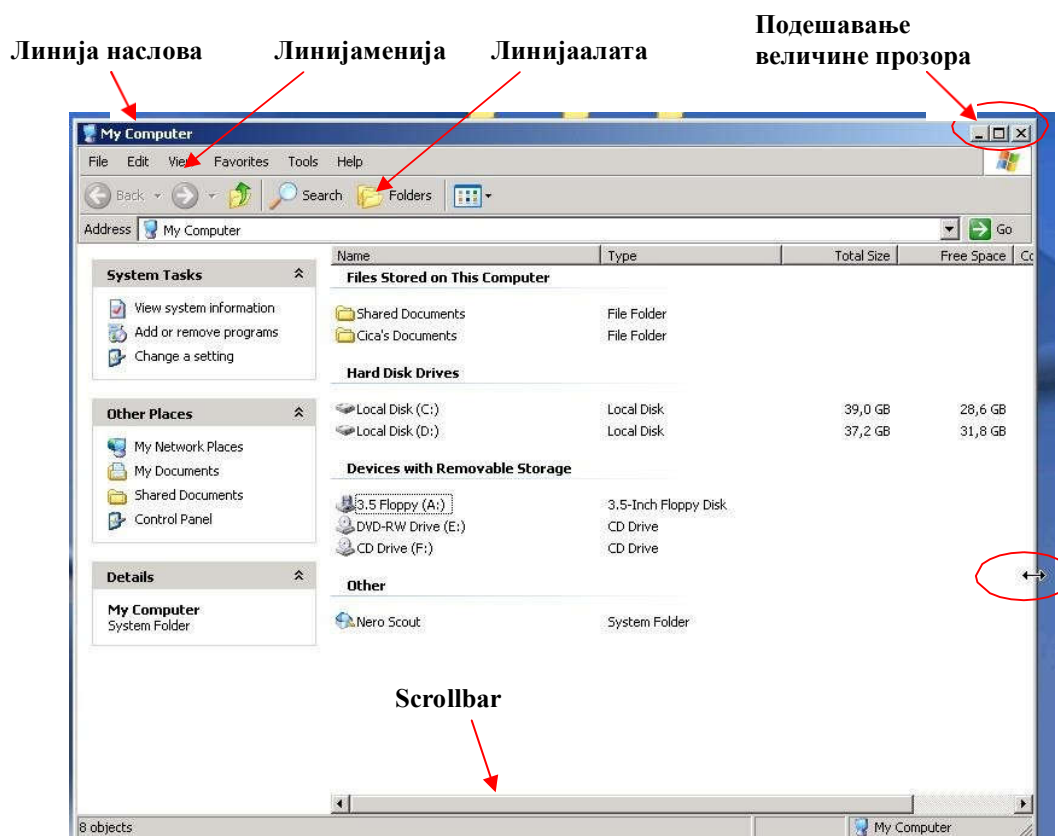 Подешавање
Линија наслова Линијаменија Линијаалата величине прозора
My Computer
File Edit View Favorites Tools Help
Back Search Folders
Address My Computer Go
Name Type Total Size Free Space Co
System Tasks
View system information
Add or remove programs
Change a setting
Other Places
My Network Places
My Documents
Shared Documents
Control Panel
Details
My Computer
System Folder
Files Stored on This Computer
Shared Documents File Folder
Cica's Documents File Folder
Hard Disk Drives
Local Disk (C:) Local Disk 39,0 GB 28,6 GB
Local Disk (D:) Local Disk 37,2 GB 31,8 GB
Devices with Removable Storage
3.5 Floppy (A:) 3.5-Inch Floppy Disk
DVD-RW Drive (E:) CD Drive
CD Drive (F:) CD Drive
Other
Nero Scout System Folder
Scrollbar
8 objects My Computer